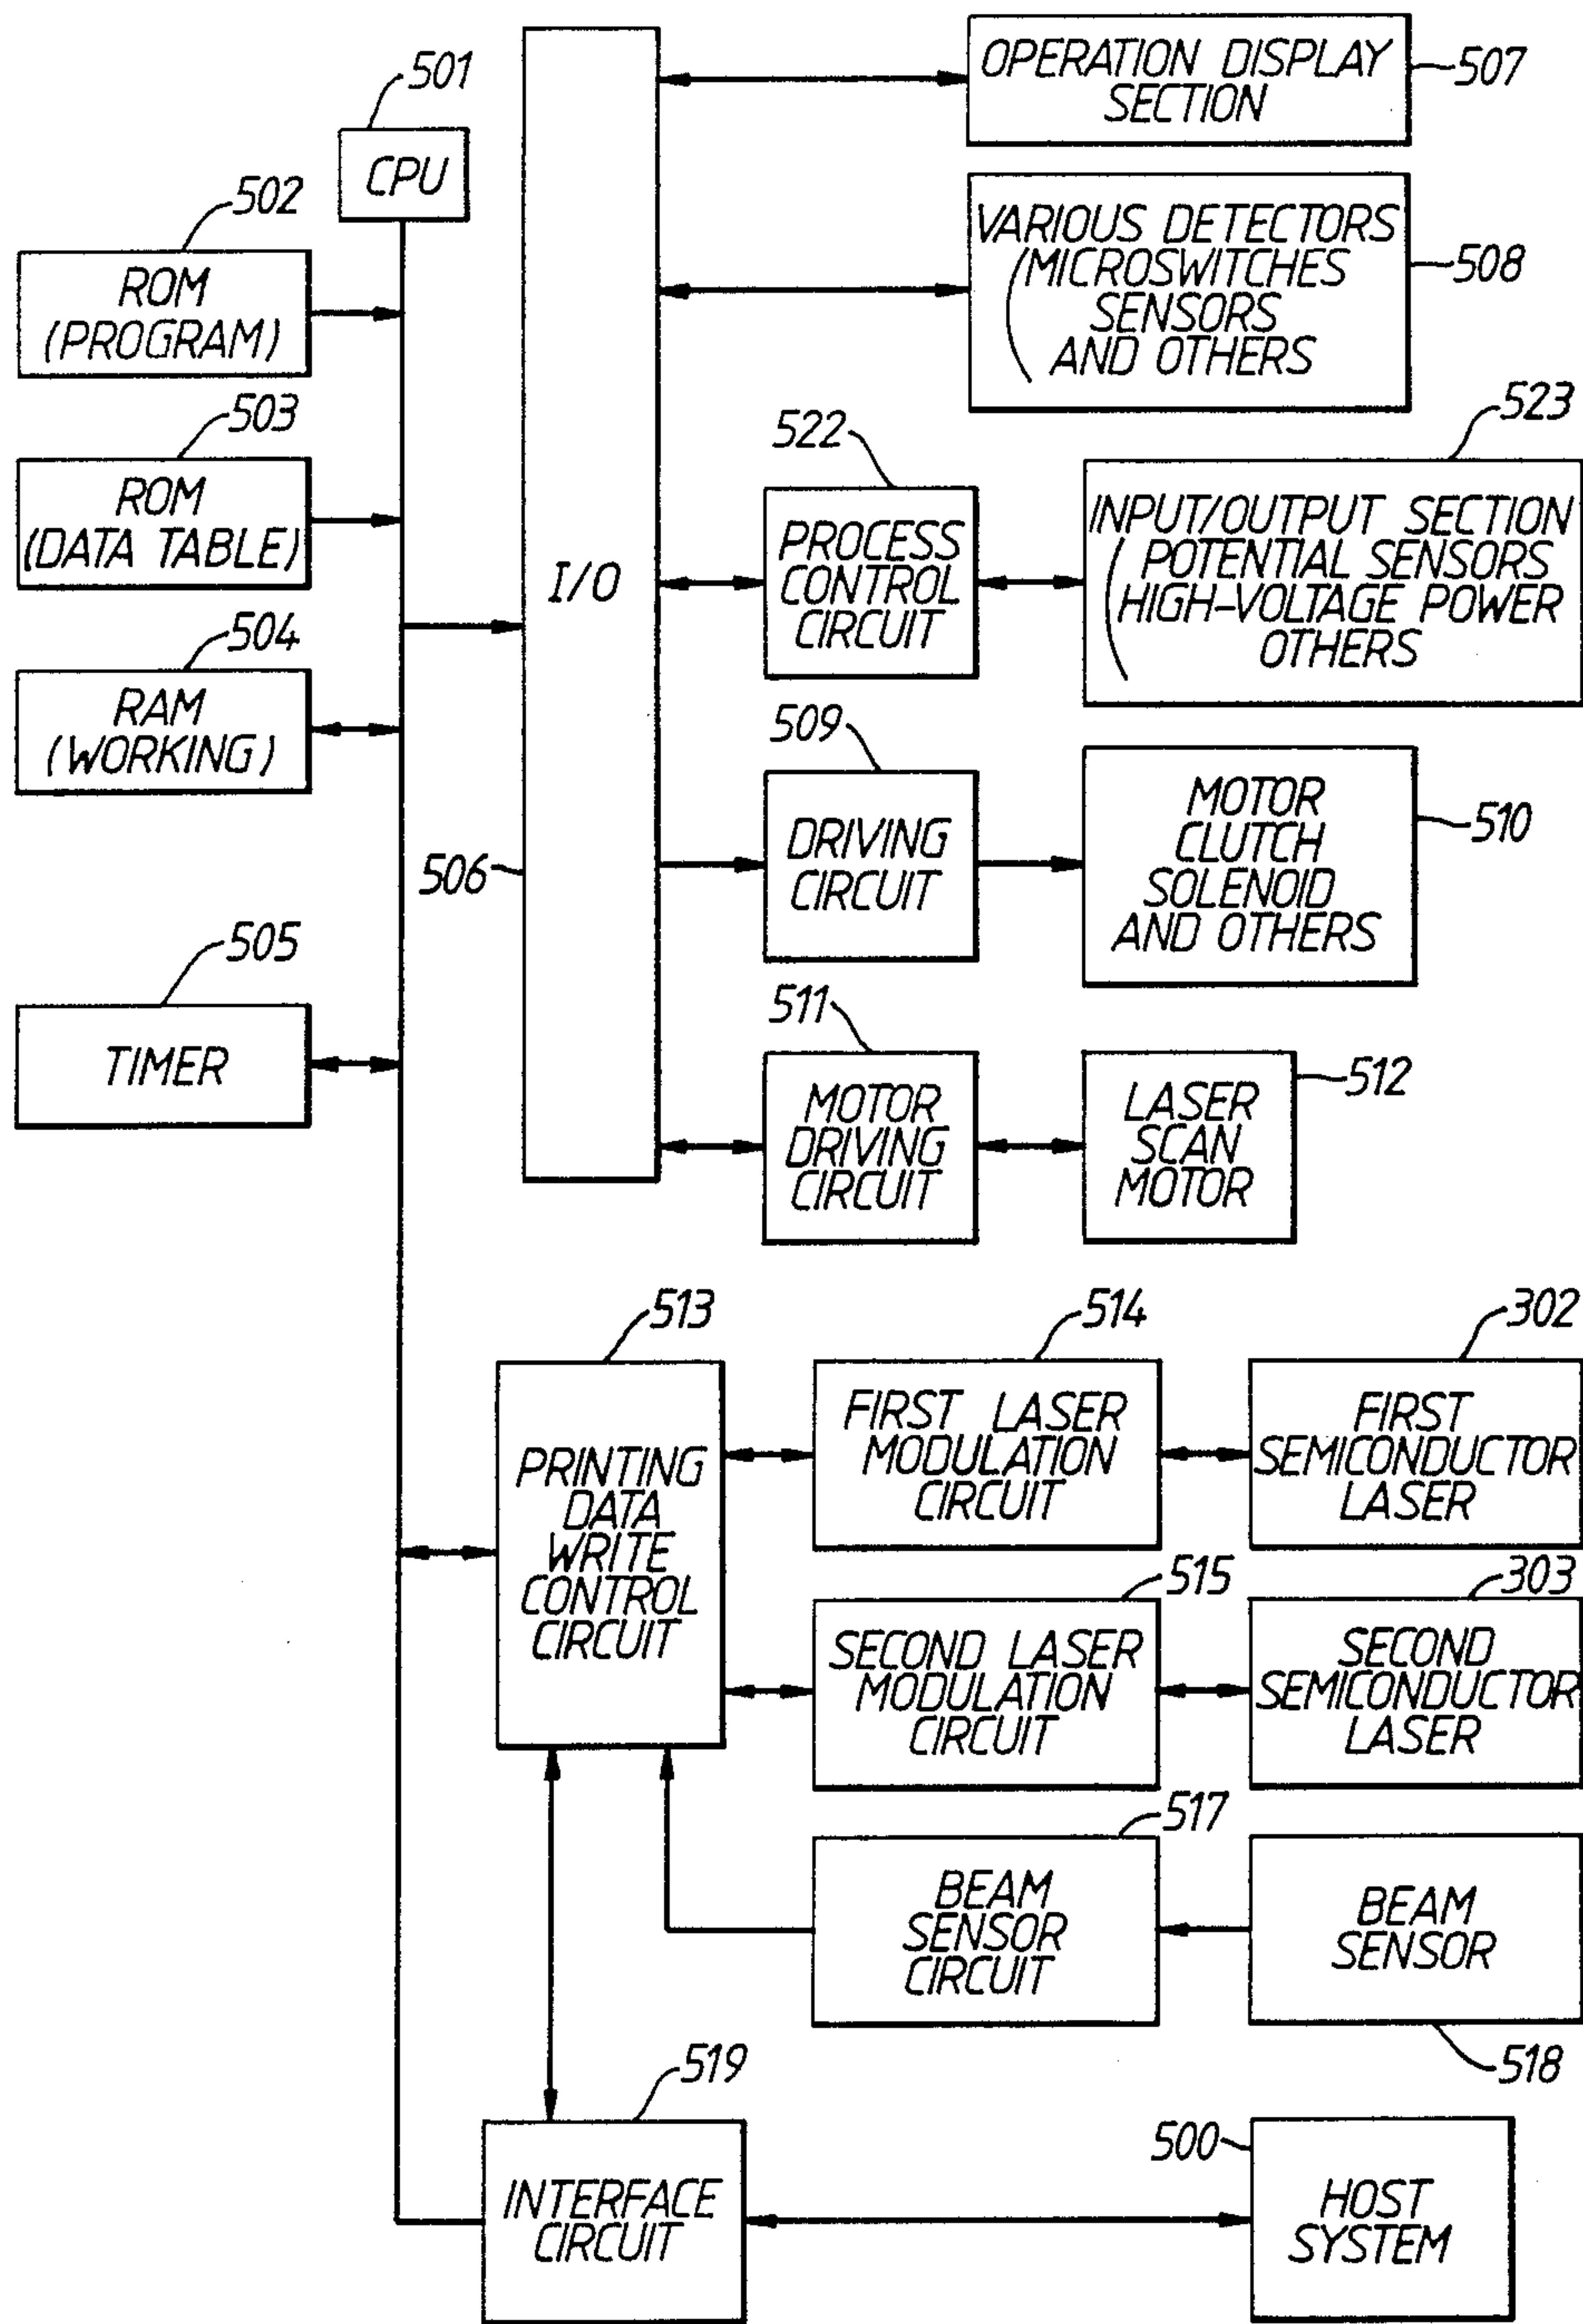 501
CPU
502
ROM
(PROGRAM)
503
ROM
(DATA TABLE)
504
RAM
(WORKING)
505
TIMER
506
I/O
OPERATION DISPLAY
SECTION
507
VARIOUS DETECTORS
(MICROSWITCHES
SENSORS
AND OTHERS
508
522
PROCESS
CONTROL
CIRCUIT
523
INPUT/OUTPUT SECTION
(POTENTIAL SENSORS
HIGH-VOLTAGE POWER
OTHERS
509
DRIVING
CIRCUIT
MOTOR
CLUTCH
SOLENOID
AND OTHERS
510
511
MOTOR
DRIVING
CIRCUIT
LASER
SCAN
MOTOR
512
513
PRINTING
DATA
WRITE
CONTROL
CIRCUIT
514
FIRST LASER
MODULATION
CIRCUIT
302
FIRST
SEMICONDUCTOR
LASER
515
SECOND LASER
MODULATION
CIRCUIT
303
SECOND
SEMICONDUCTOR
LASER
517
BEAM
SENSOR
CIRCUIT
BEAM
SENSOR
518
519
INTERFACE
CIRCUIT
500
HOST
SYSTEM